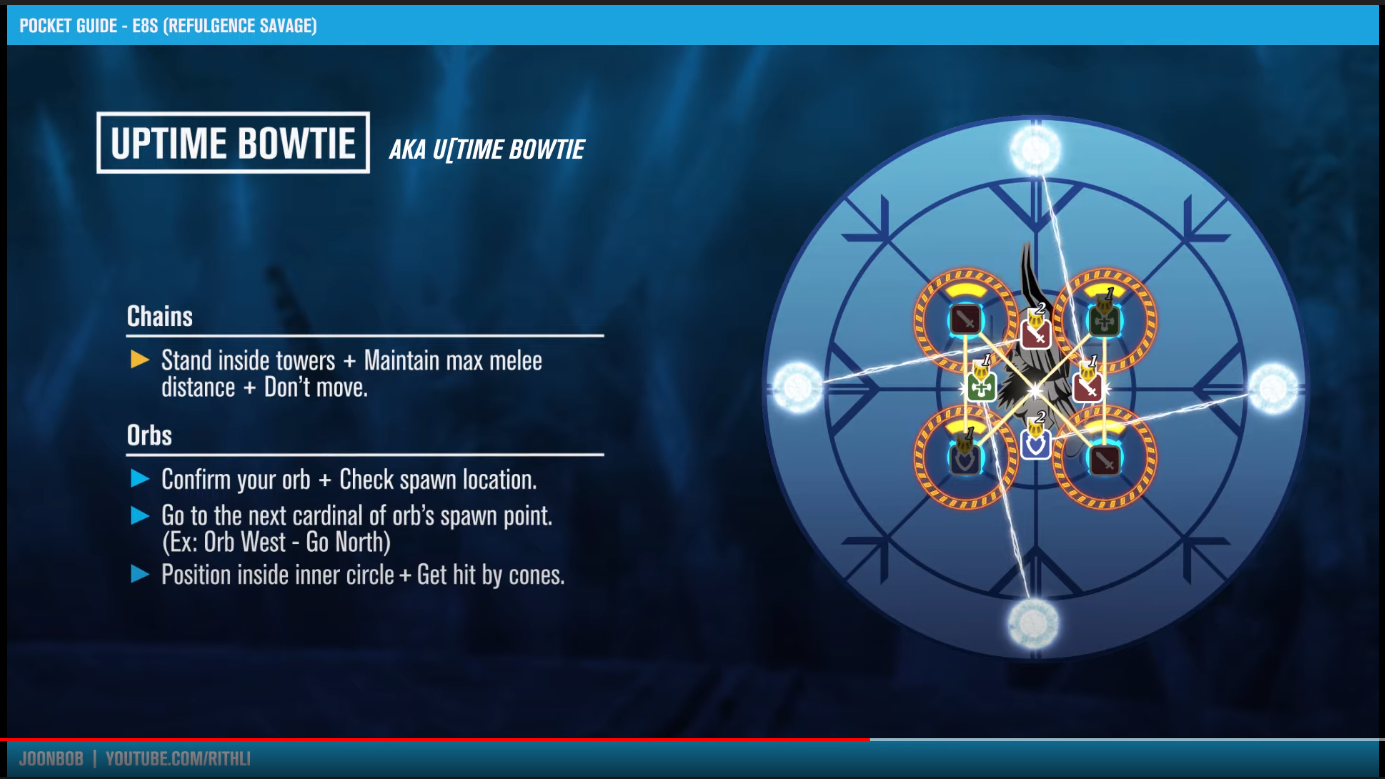 POCKET GUIDE - E8S (REFULGENCE SAVAGE)
UPTIME BOWTIE
AKA U[TIME BOWTIE
Chains
Stand inside towers + Maintain max melee
distance + Don't move.
Orbs
Confirm your orb + Check spawn location.
Go to the next cardinal of orb's spawn point.
(Ex: Orb West - Go North)
Position inside inner circle + Get hit by cones.
1
2
1
1
1
2
JOONBOB | YOUTUBE.COM/RITHLI